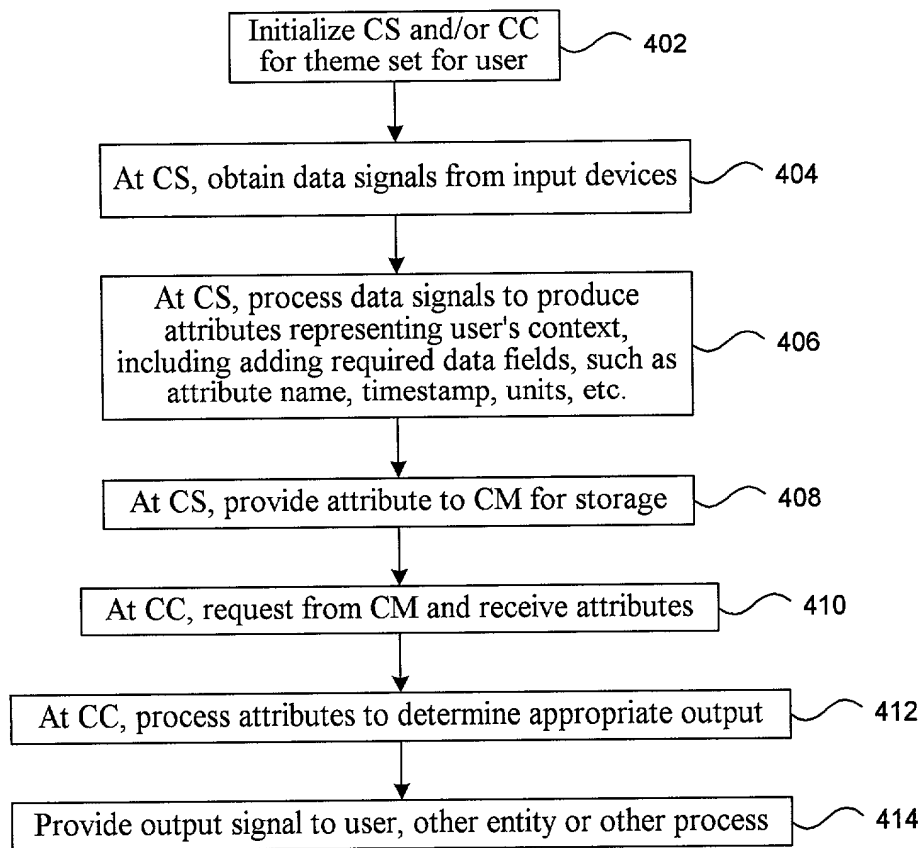 Initialize CS and/or CC
for theme set for user
402
At CS, obtain data signals from input devices
404
At CS, process data signals to produce
attributes representing user's context,
including adding required data fields, such as
attribute name, timestamp, units, etc.
406
At CS, provide attribute to CM for storage
408
At CC, request from CM and receive attributes
410
At CC, process attributes to determine appropriate output
412
Provide output signal to user, other entity or other process
414